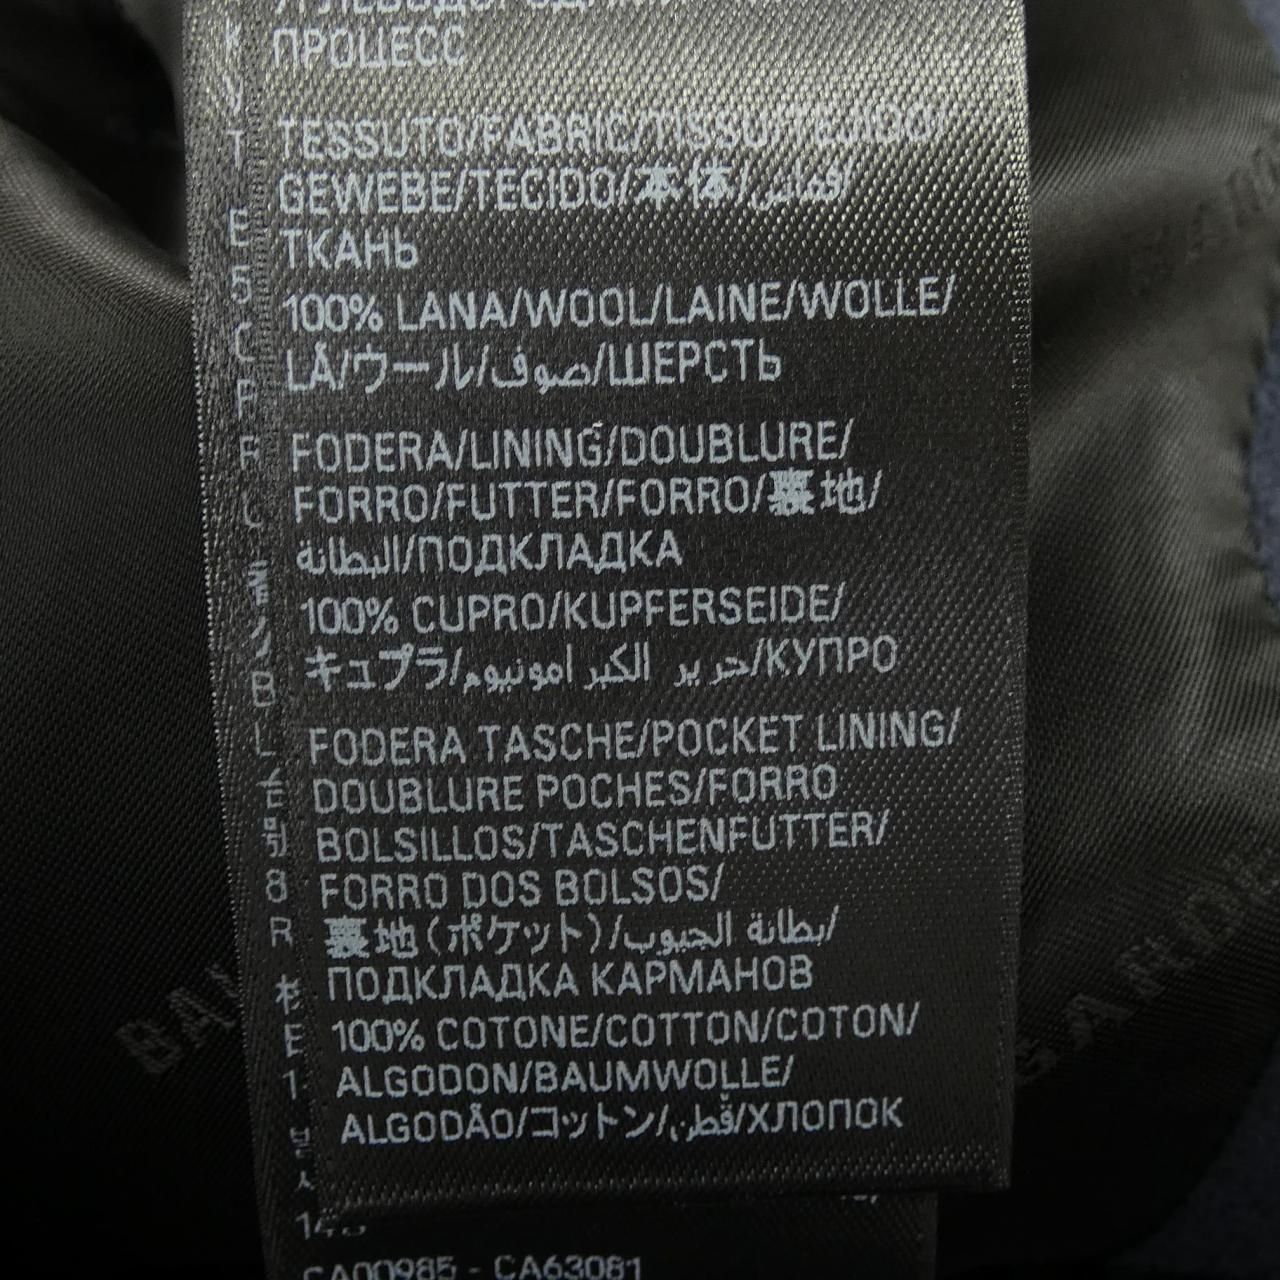 ПРОЦЕСС
TESSUTO/FABRIC/TISSU/TEJIDO/
GEWEBE/TECIDO/本体/قماش/
ТКАНЬ
100% LANA/WOOL/LAINE/WOLLE/
LÅ/ウール/صوف/ШЕРСТЬ
FODERA/LINING/DOUBLURE/
FORRO/FUTTER/FORRO/裏地/
البطانة/ПОДКЛАДКА
100% CUPRO/KUPFERSEIDE/
キュプラ/حرير الكبر امونيوم/КУПРО
FODERA TASCHE/POCKET LINING/
DOUBLURE POCHES/FORRO
BOLSILLOS/TASCHENFUTTER/
FORRO DOS BOLSOS/
裏地(ポケット)/بطانة الجيوب/
ПОДКЛАДКА КАРМАНОВ
100% COTONE/COTTON/COTON/
ALGODON/BAUMWOLLE/
ALGODÅO/コットン/قطن/ХЛОПОК
CA00985 - CA63081